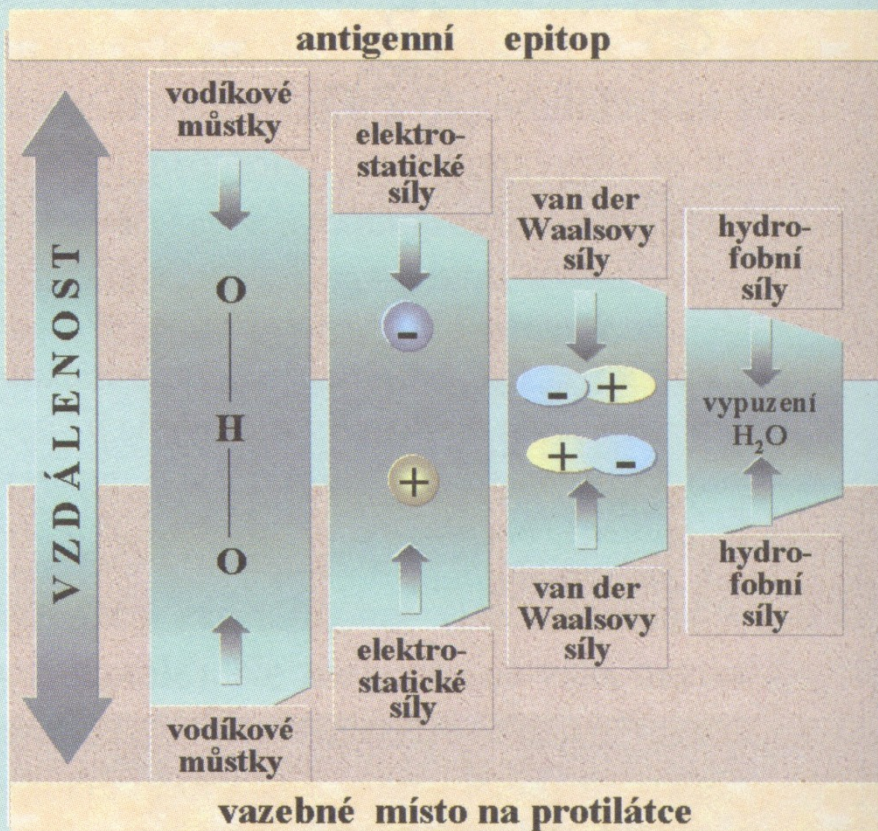 antigenní epitop
VZDÁLENOST
vodíkové
můstky
O
H
O
vodíkové
můstky
elektro-
statické
síly
-
+
elektro-
statické
síly
van der
Waalsovy
síly
- +
+ -
van der
Waalsovy
síly
hydro-
fobní
síly
vypuzení
H₂O
hydro-
fobní
síly
vazebné místo na protilátce